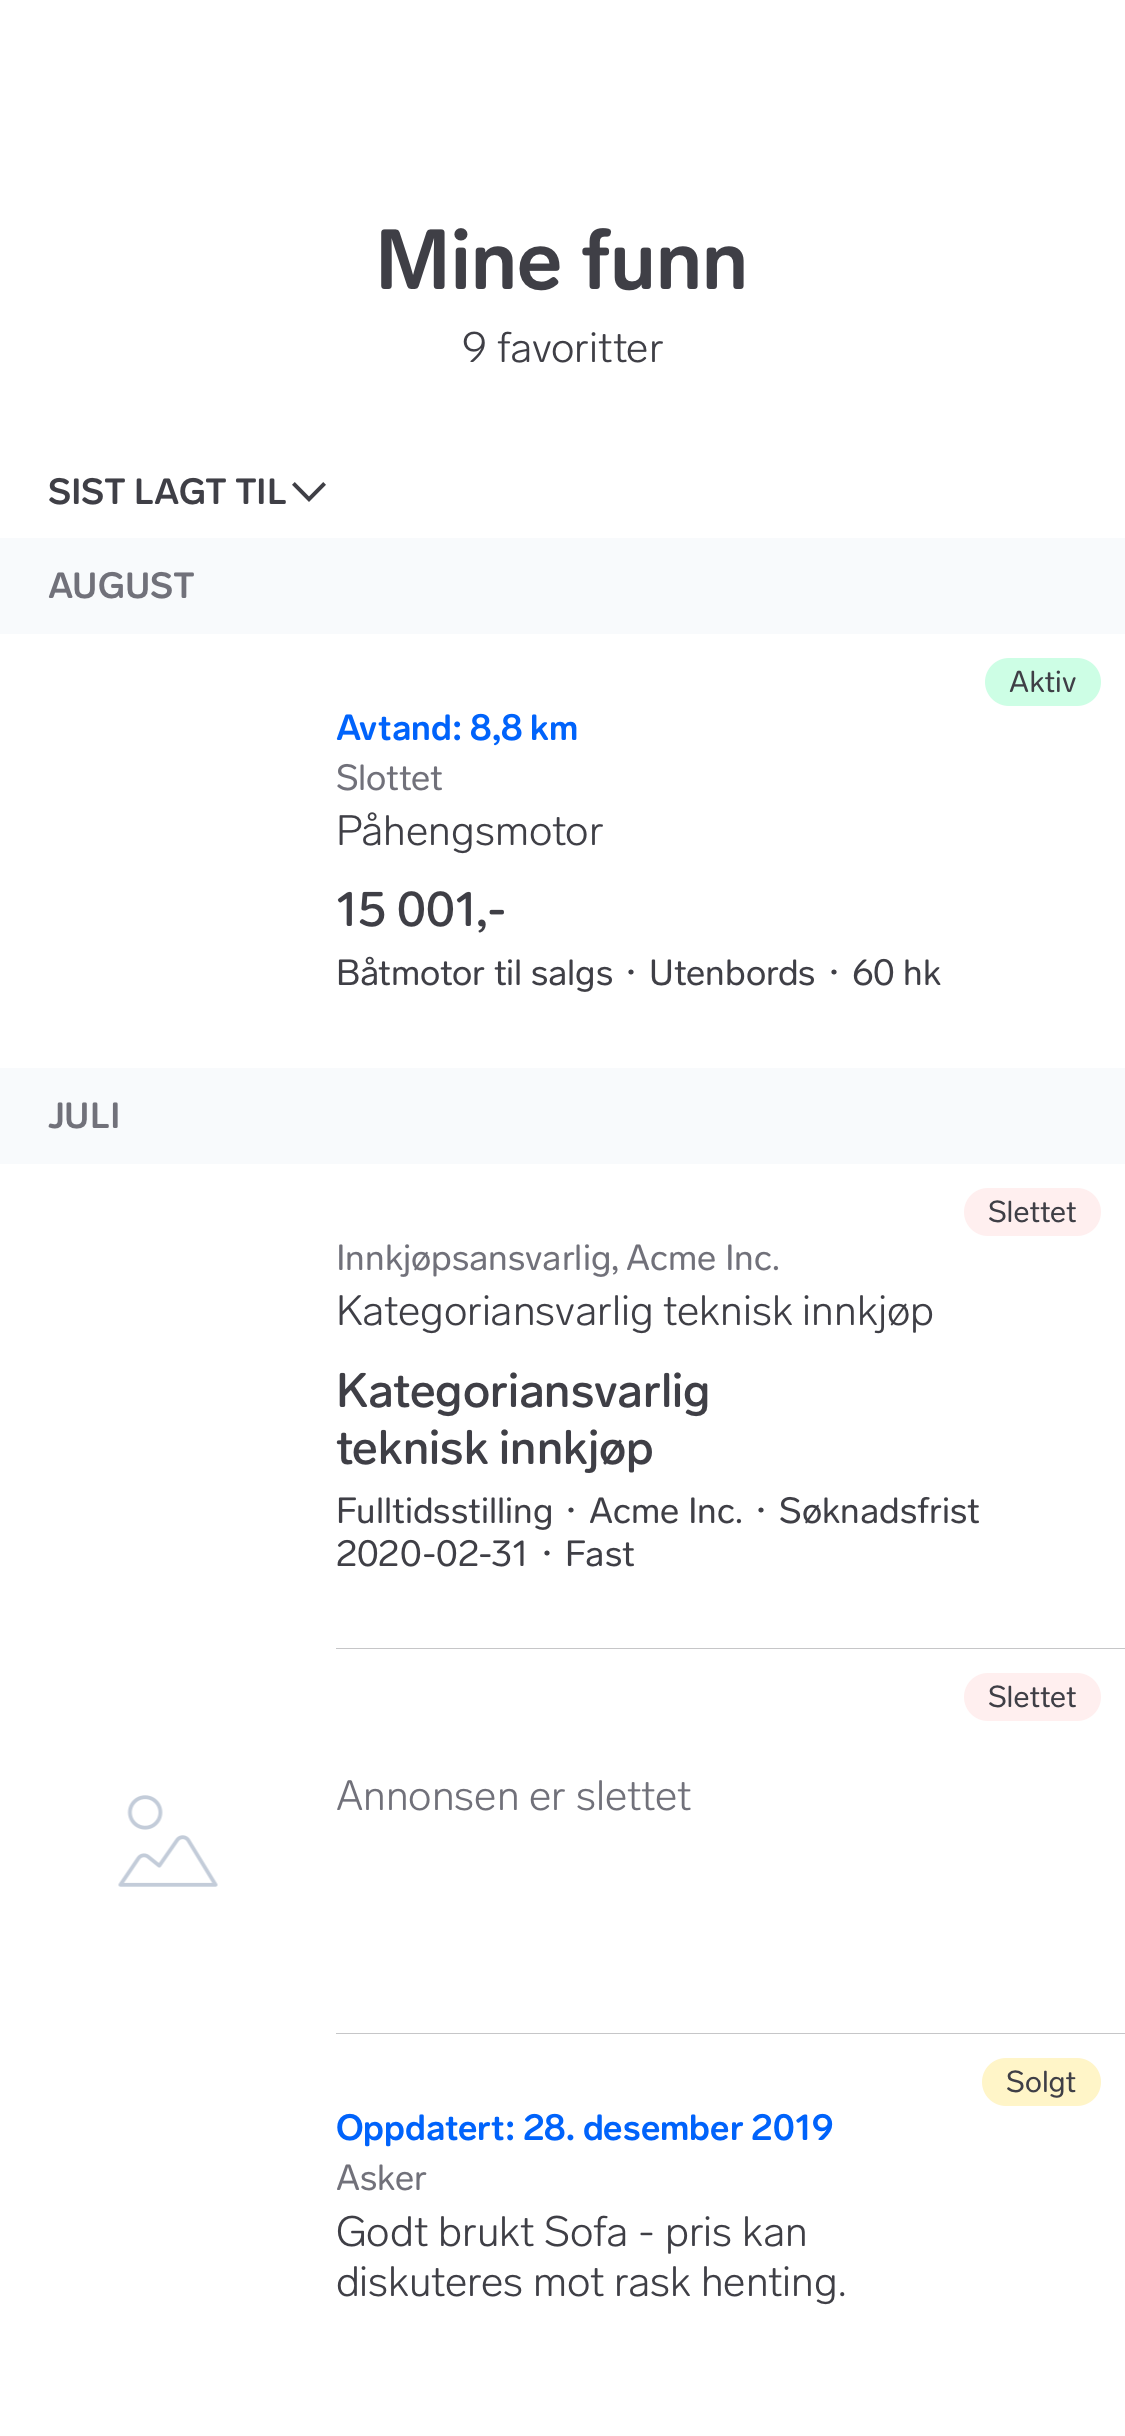 Mine funn
9 favoritter
SIST LAGT TIL
AUGUST
Aktiv
Avtand: 8,8 km
Slottet
Påhengsmotor
15 001,-
Båtmotor til salgs · Utenbords · 60 hk
JULI
Slettet
Innkjøpsansvarlig, Acme Inc.
Kategoriansvarlig teknisk innkjøp
Kategoriansvarlig
teknisk innkjøp
Fulltidsstilling · Acme Inc. · Søknadsfrist
2020-02-31 · Fast
Slettet
Annonsen er slettet
Solgt
Oppdatert: 28. desember 2019
Asker
Godt brukt Sofa - pris kan
diskuteres mot rask henting.